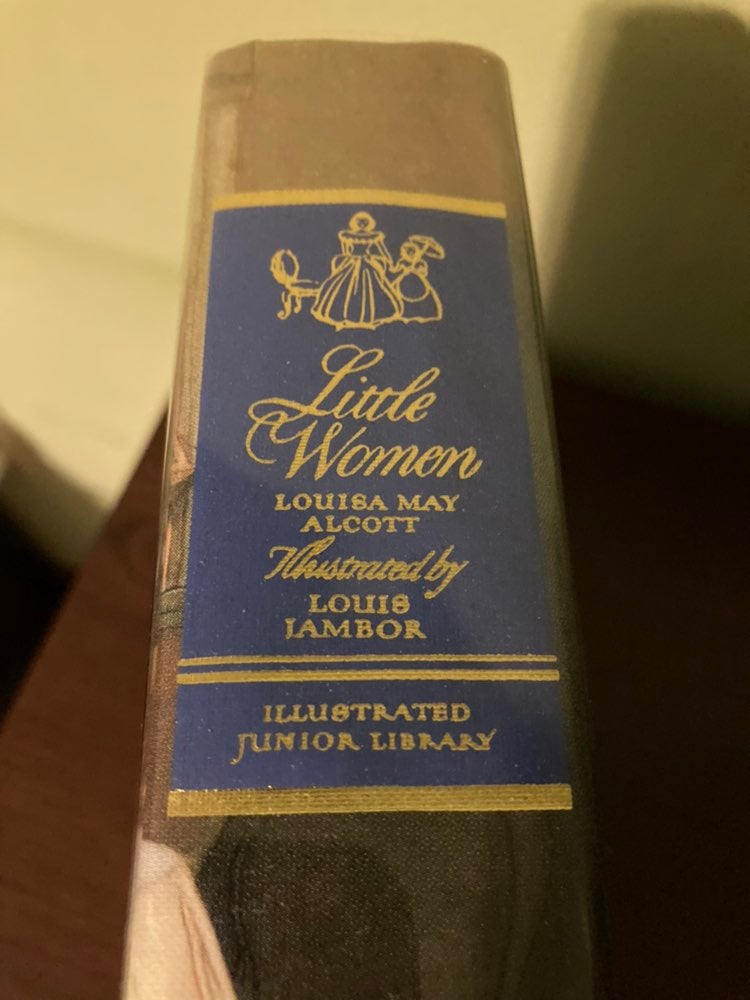 Little
Women
LOUISA MAY
ALCOTT
Illustrated by
LOUIS
JAMBOR
ILLUSTRATED
JUNIOR LIBRARY